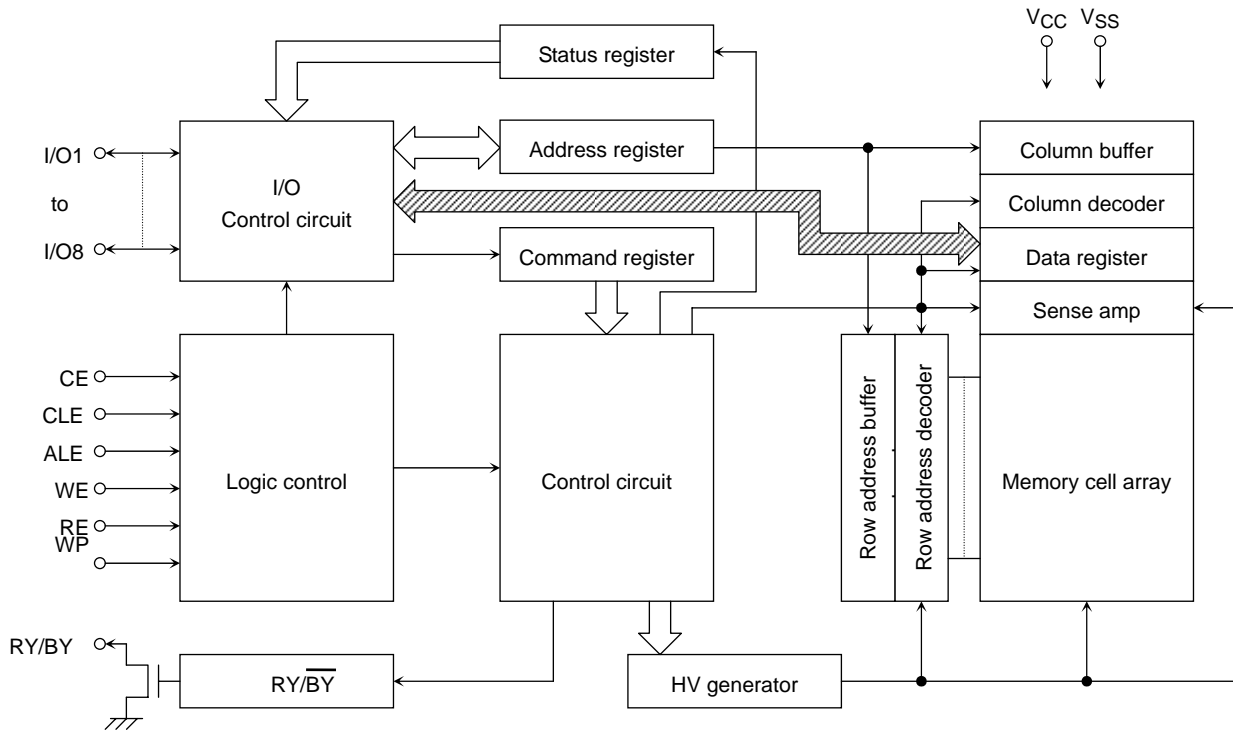 VCC VSS
Status register
I/O1
to
I/O8
I/O
Control circuit
Address register
Command register
Column buffer
Column decoder
Data register
Sense amp
CE
CLE
ALE
WE
RE
W̅P̅
Logic control
Control circuit
Row address buffer
Row address decoder
Memory cell array
RY/BY
RY/B̅Y̅
HV generator